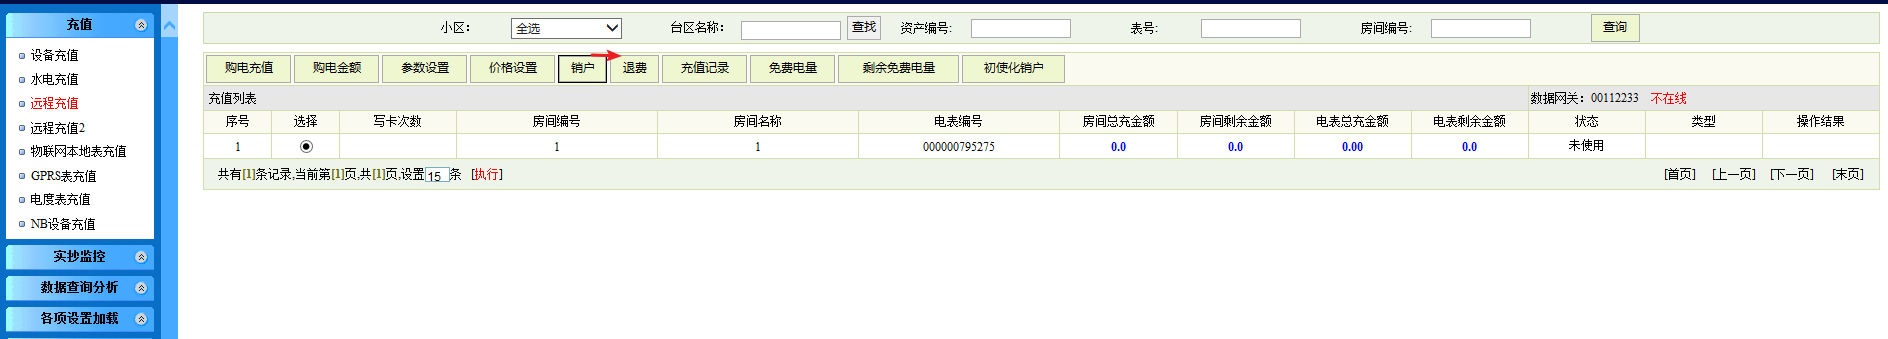 充值
设备充值
水电充值
远程充值
远程充值2
物联网本地表充值
GPRS表充值
电度表充值
NB设备充值
实抄监控
数据查询分析
各项设置加载
小区： 全选 台区名称： 查找 资产编号: 表号: 房间编号: 查询
购电充值 购电金额 参数设置 价格设置 销户 退费 充值记录 免费电量 剩余免费电量 初使化销户
充值列表 数据网关：00112233 不在线
序号 选择 写卡次数 房间编号 房间名称 电表编号 房间总充金额 房间剩余金额 电表总充金额 电表剩余金额 状态 类型 操作结果
1 1 1 000000795275 0.0 0.0 0.00 0.0 未使用
共有[1]条记录,当前第[1]页,共[1]页,设置15条 [执行] [首页] [上一页] [下一页] [末页]